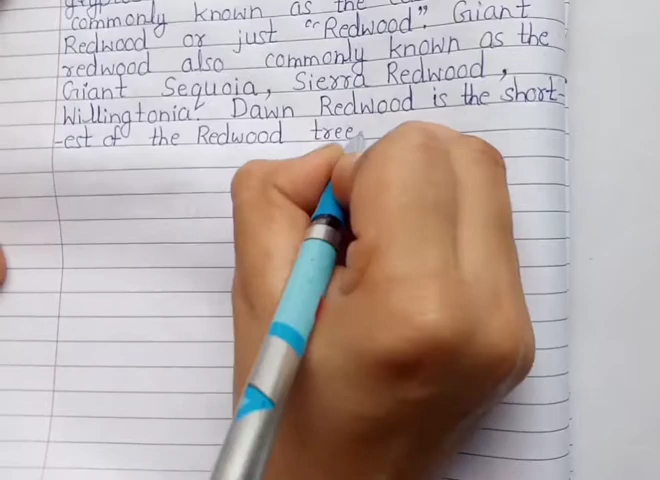 commonly known as the
Redwood or just "Redwood". Giant
redwood also commonly known as the
Giant Sequoia, Sierra Redwood,
Willingtonia. Dawn Redwood is the short-
-est of the Redwood tree